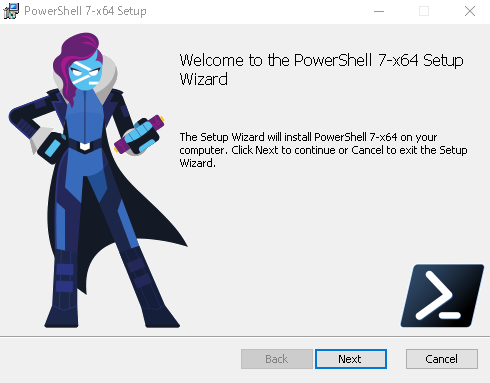 PowerShell 7-x64 Setup
Welcome to the PowerShell 7-x64 Setup
Wizard
The Setup Wizard will install PowerShell 7-x64 on your
computer. Click Next to continue or Cancel to exit the Setup
Wizard.
Back
Next
Cancel